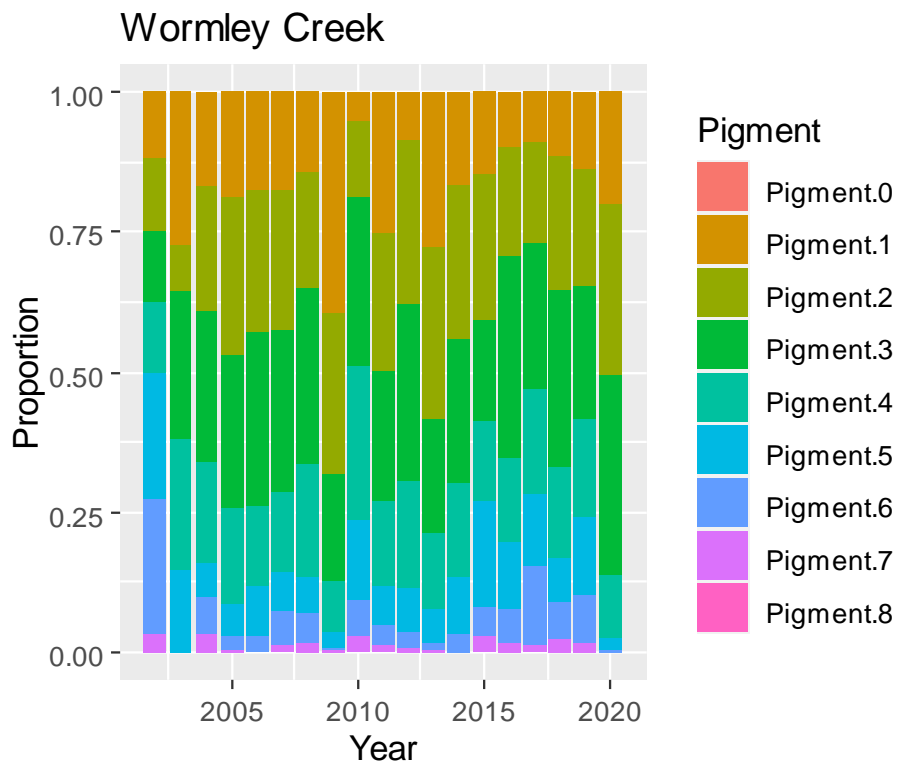 Wormley Creek
1.00
0.75
0.50
0.25
0.00
Proportion
2005
2010
2015
2020
Year
Pigment
Pigment.0
Pigment.1
Pigment.2
Pigment.3
Pigment.4
Pigment.5
Pigment.6
Pigment.7
Pigment.8